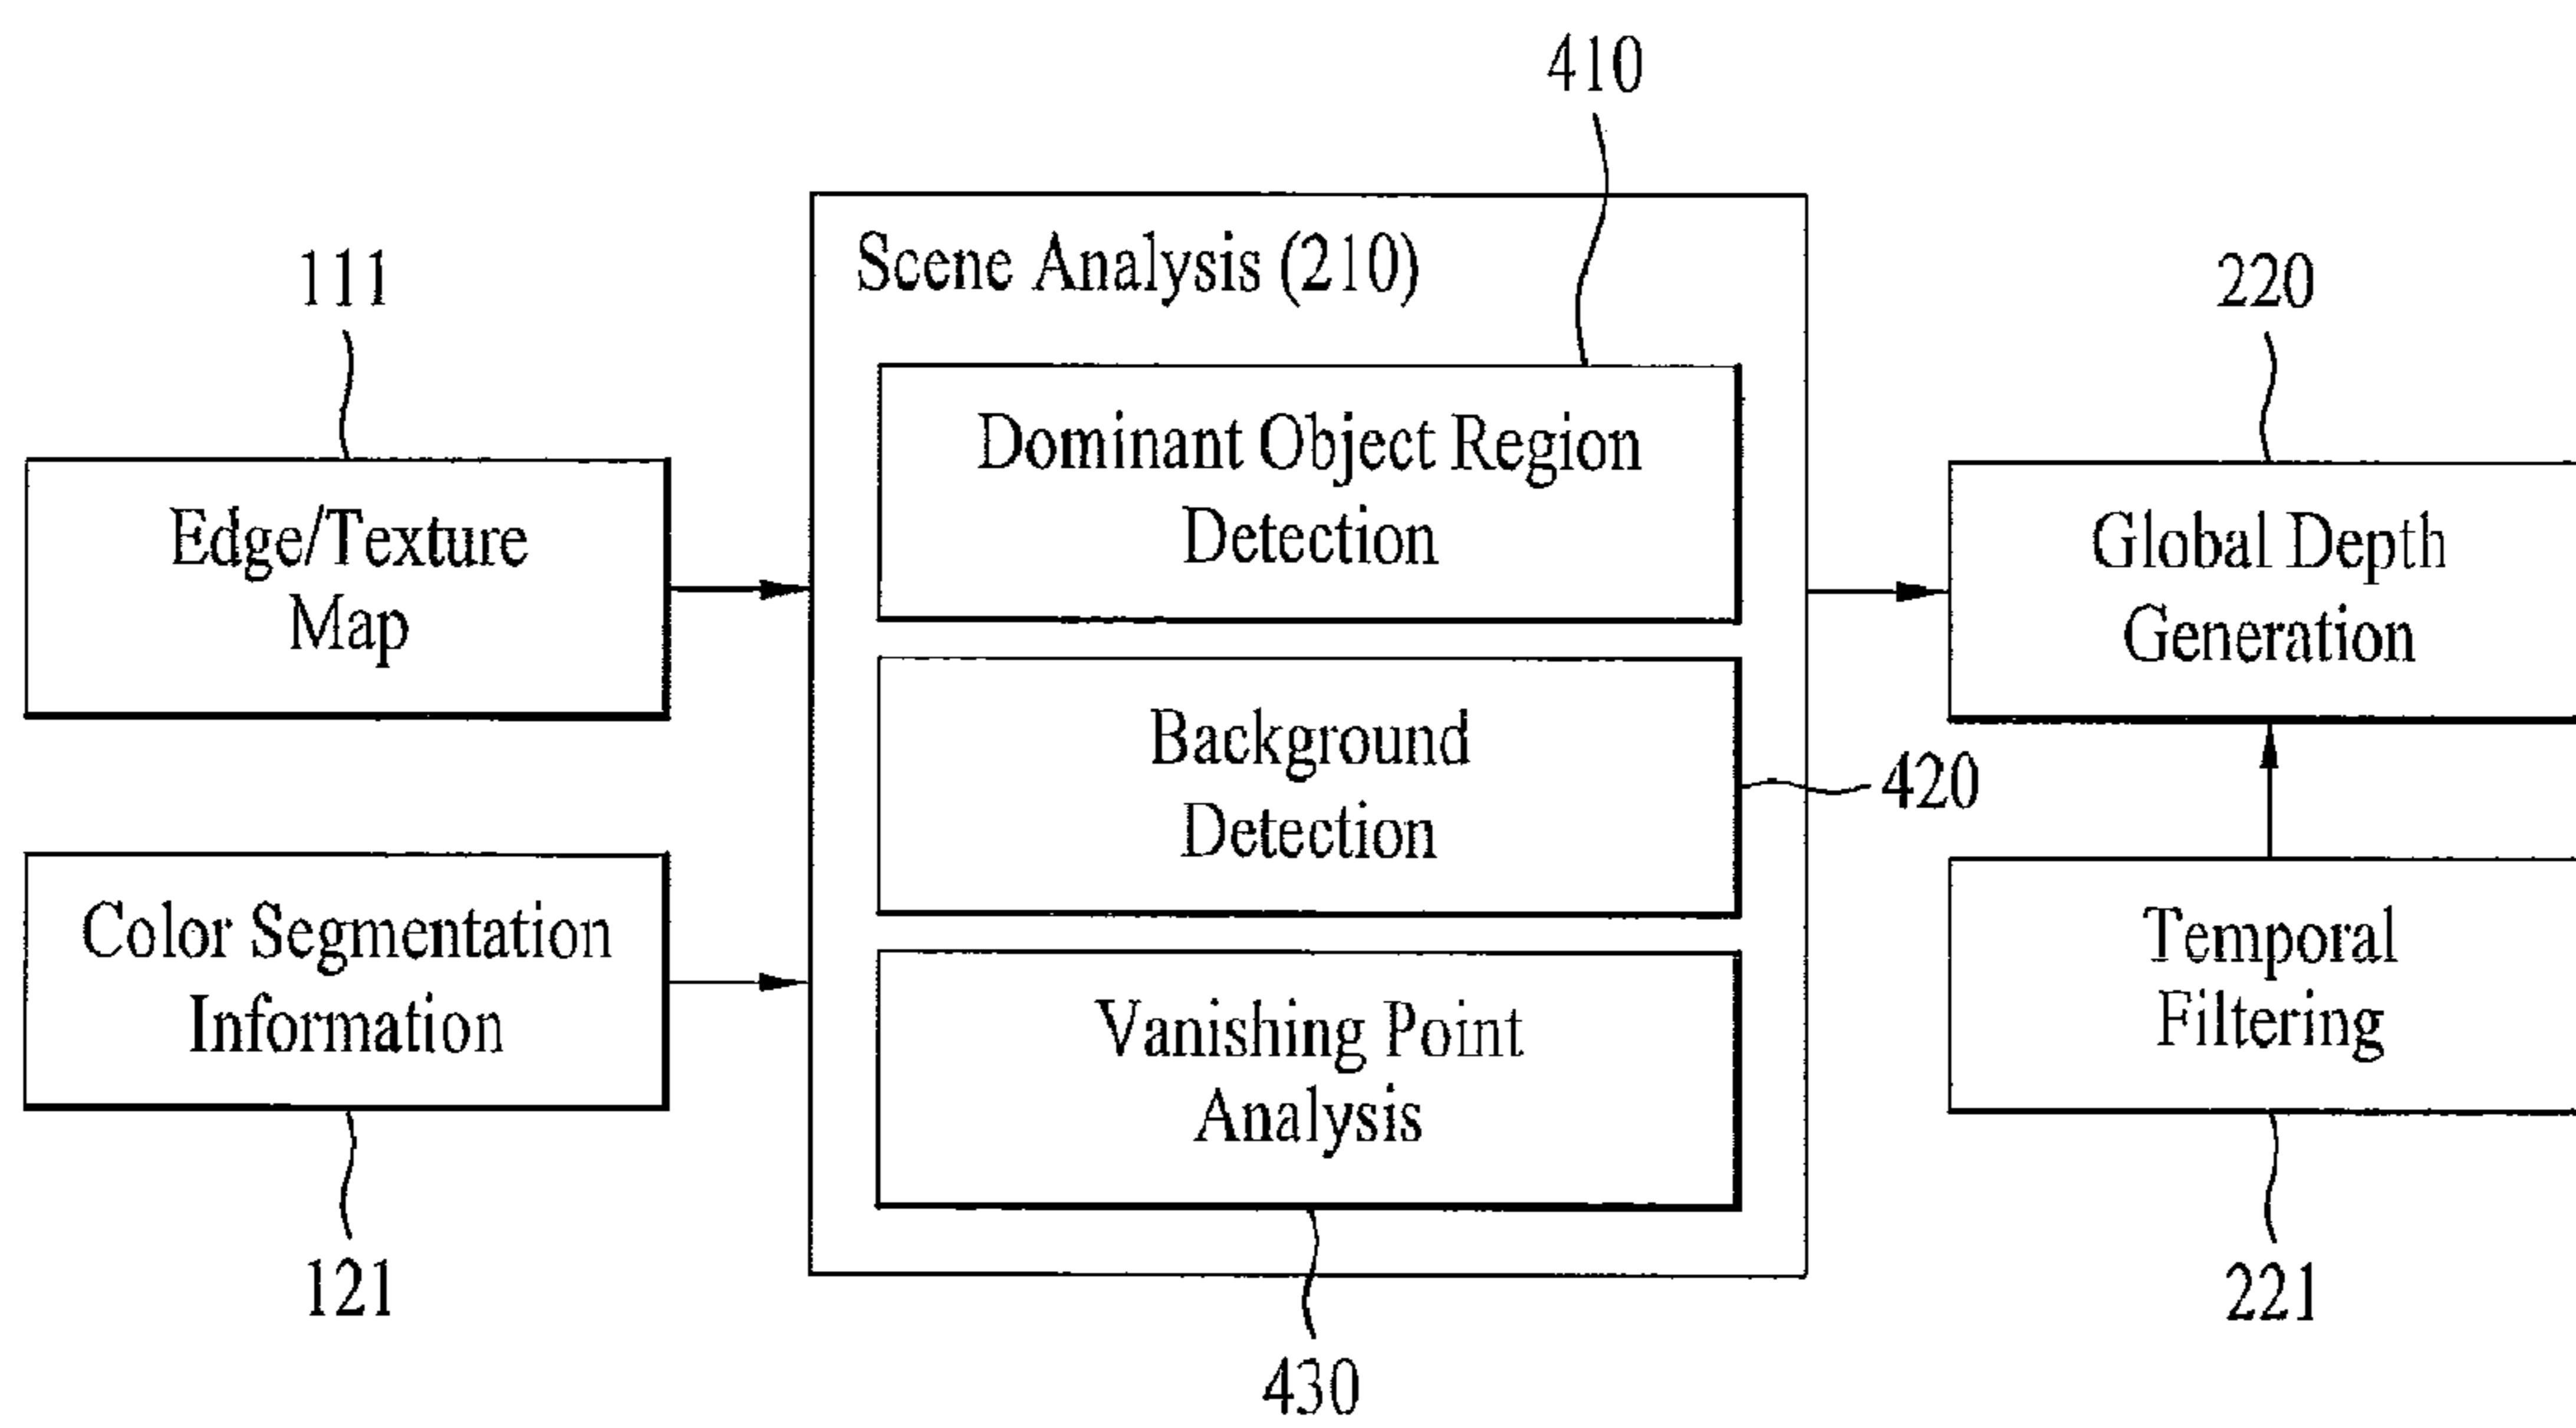 410
Scene Analysis (210)
111
220
Dominant Object Region
Detection
Edge/Texture
Map
Global Depth
Generation
Background
Detection
420
Color Segmentation
Information
Temporal
Filtering
Vanishing Point
Analysis
121
221
430